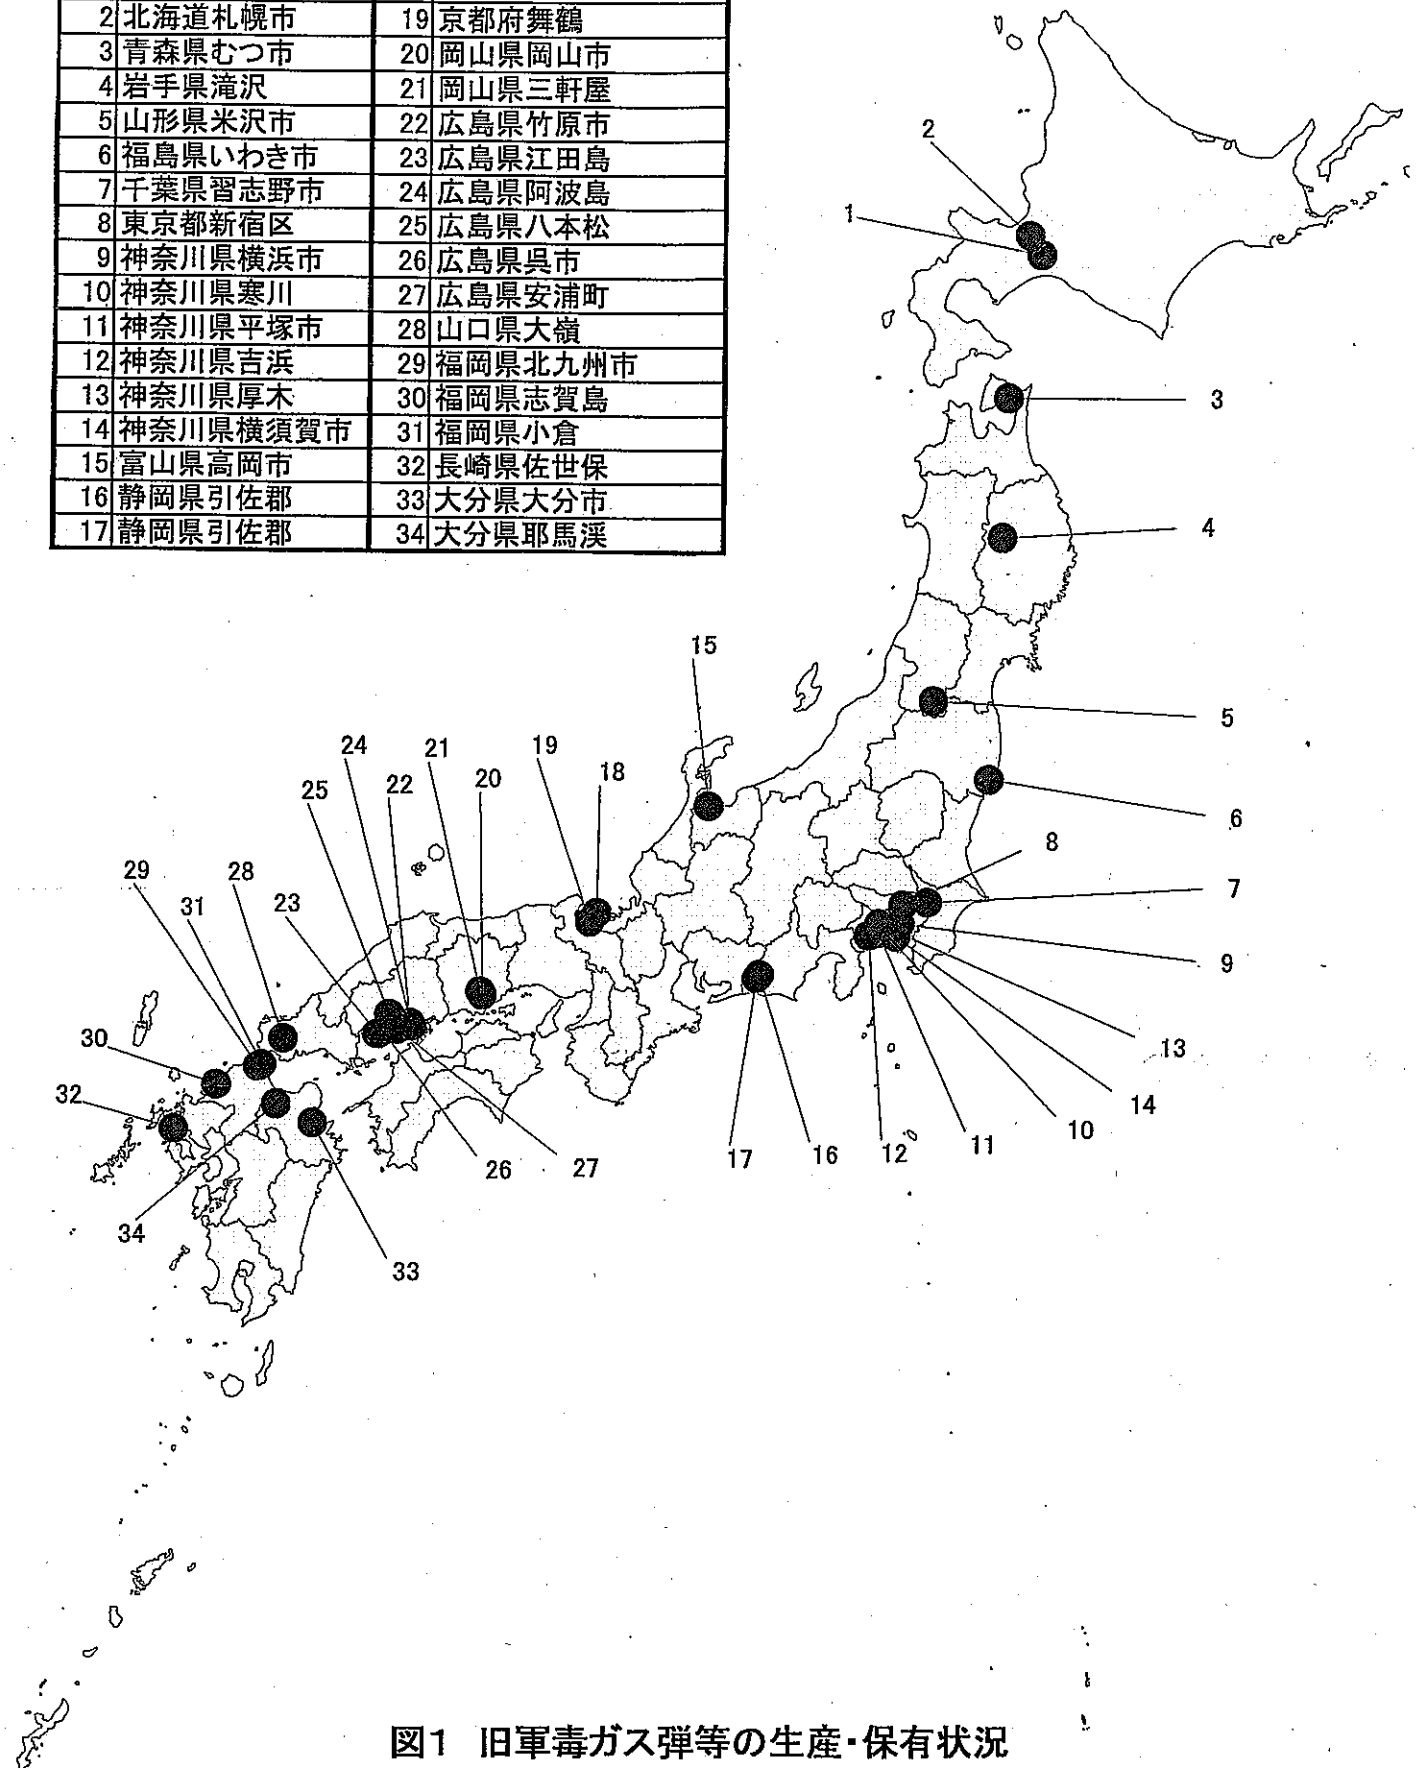 2 北海道札幌市 19 京都府舞鶴
3 青森県むつ市 20 岡山県岡山市
4 岩手県滝沢 21 岡山県三軒屋
5 山形県米沢市 22 広島県竹原市
6 福島県いわき市 23 広島県江田島
7 千葉県習志野市 24 広島県阿波島
8 東京都新宿区 25 広島県八本松
9 神奈川県横浜市 26 広島県呉市
10 神奈川県寒川 27 広島県安浦町
11 神奈川県平塚市 28 山口県大嶺
12 神奈川県吉浜 29 福岡県北九州市
13 神奈川県厚木 30 福岡県志賀島
14 神奈川県横須賀市 31 福岡県小倉
15 富山県高岡市 32 長崎県佐世保
16 静岡県引佐郡 33 大分県大分市
17 静岡県引佐郡 34 大分県耶馬渓
2
1
3
4
15
5
24
21
19
18
25
22
20
6
8
29
28
31
23
7
9
30
13
32
14
10
11
12
16
17
26
27
34
33
図1 旧軍毒ガス弾等の生産・保有状況